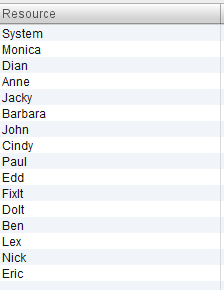 Resource
System
Monica
Dian
Anne
Jacky
Barbara
John
Cindy
Paul
Edd
FixIt
DoIt
Ben
Lex
Nick
Eric